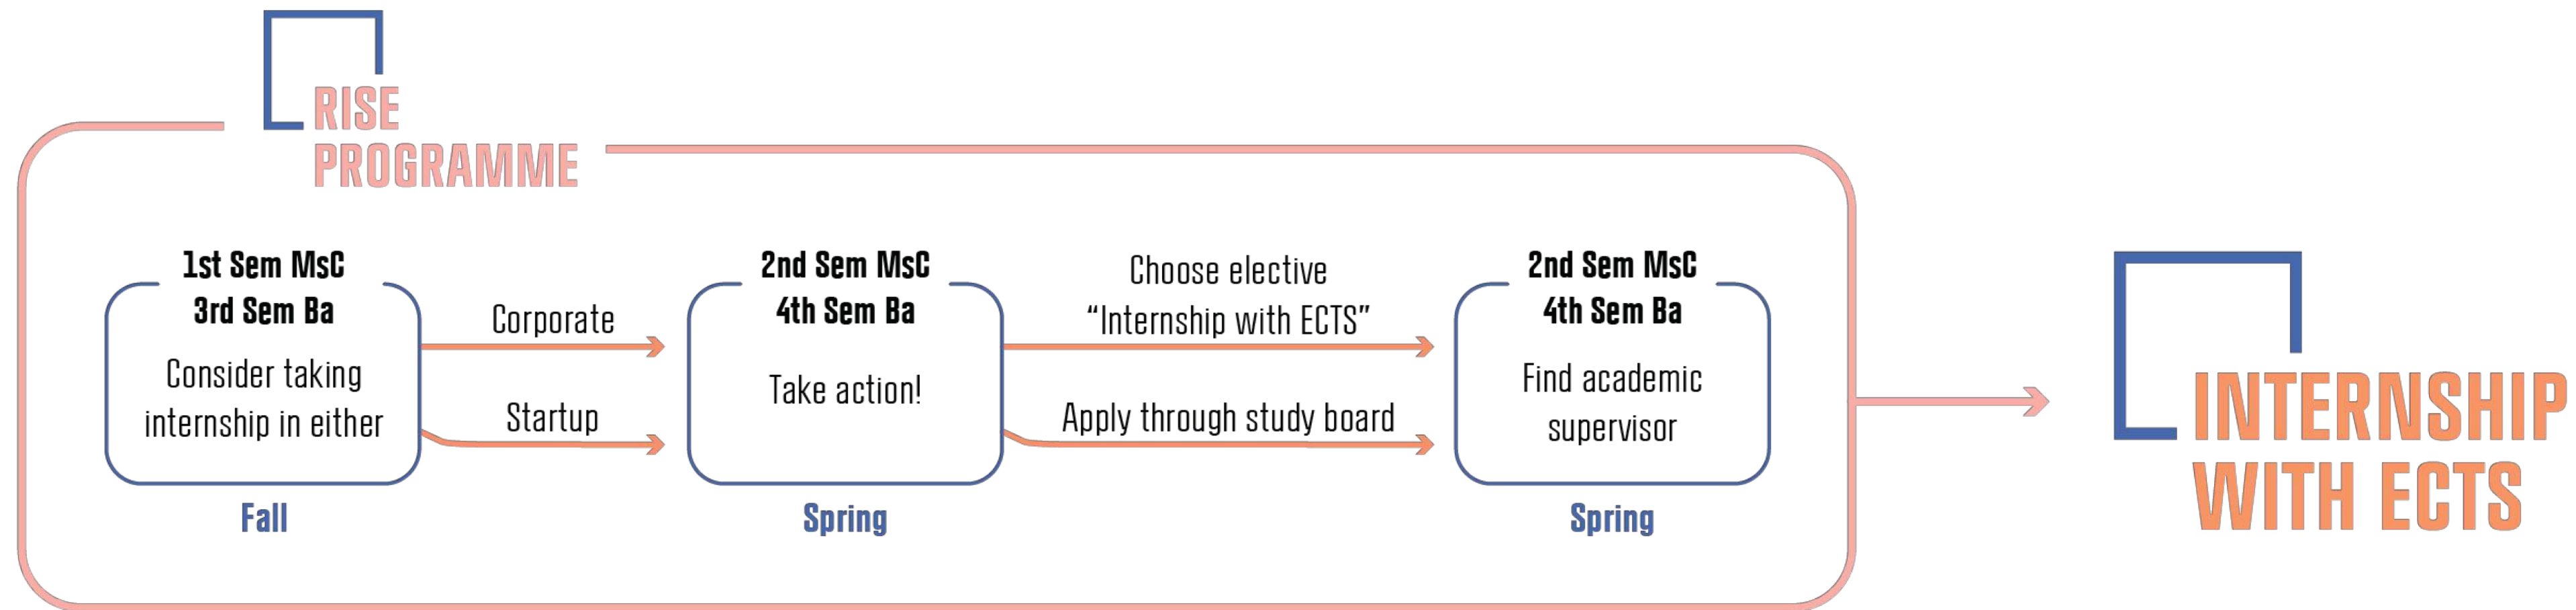 RISE
PROGRAMME
1st Sem MsC
3rd Sem Ba
Consider taking
internship in either
Fall
Corporate
Startup
2nd Sem MsC
4th Sem Ba
Take action!
Spring
Choose elective
“Internship with ECTS”
Apply through study board
2nd Sem MsC
4th Sem Ba
Find academic
supervisor
Spring
INTERNSHIP
WITH ECTS